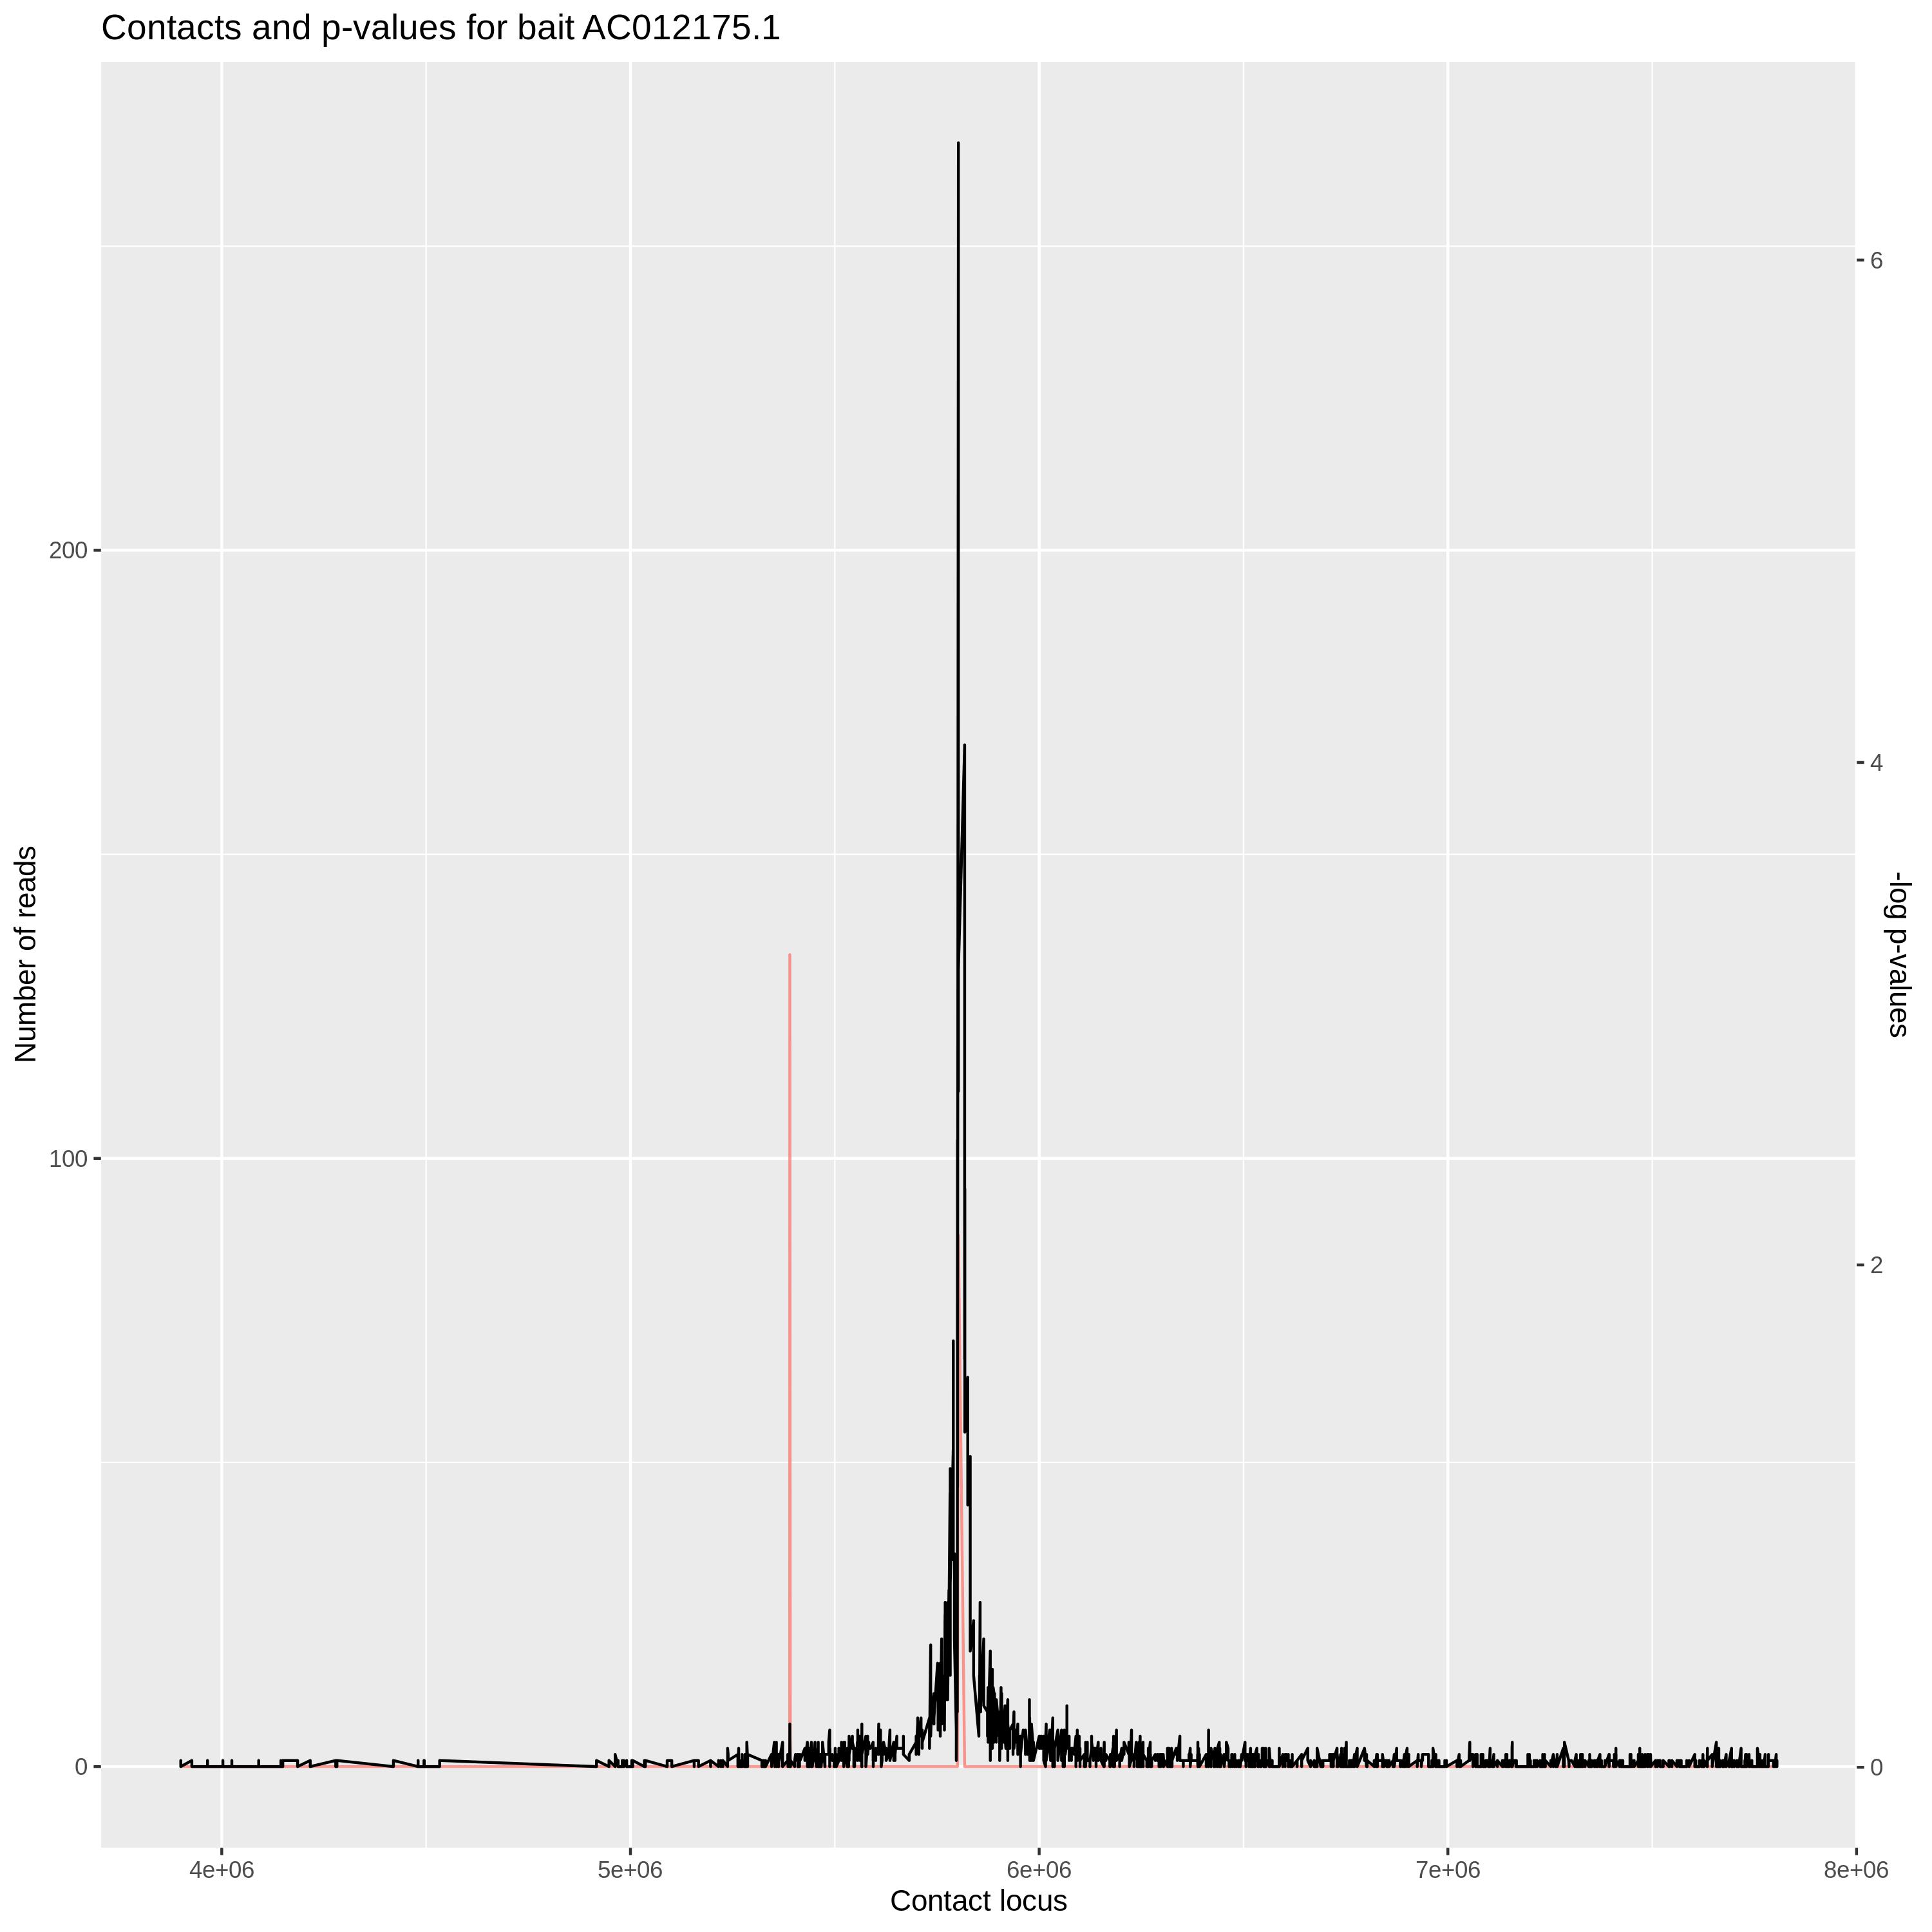 Contacts and p-values for bait AC012175.1
Number of reads
200
100
0
6
4
2
0
-log p-values
4e+06
5e+06
6e+06
7e+06
8e+06
Contact locus